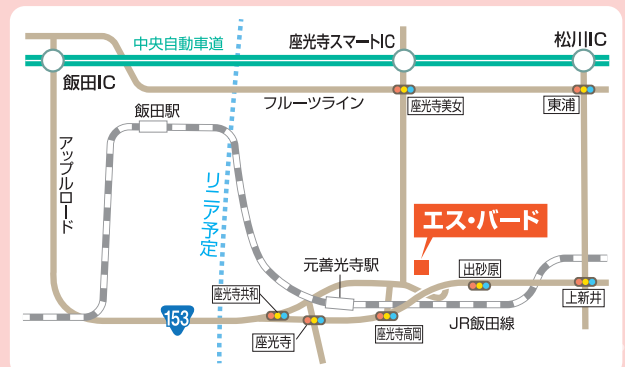 中央自動車道
座光寺スマートIC
松川IC
飯田IC
フルーツライン
座光寺美女
東浦
飯田駅
アップルロード
リニア予定
エス・バード
元善光寺駅
出砂原
座光寺共和
上新井
153
座光寺
座光寺高岡
JR飯田線